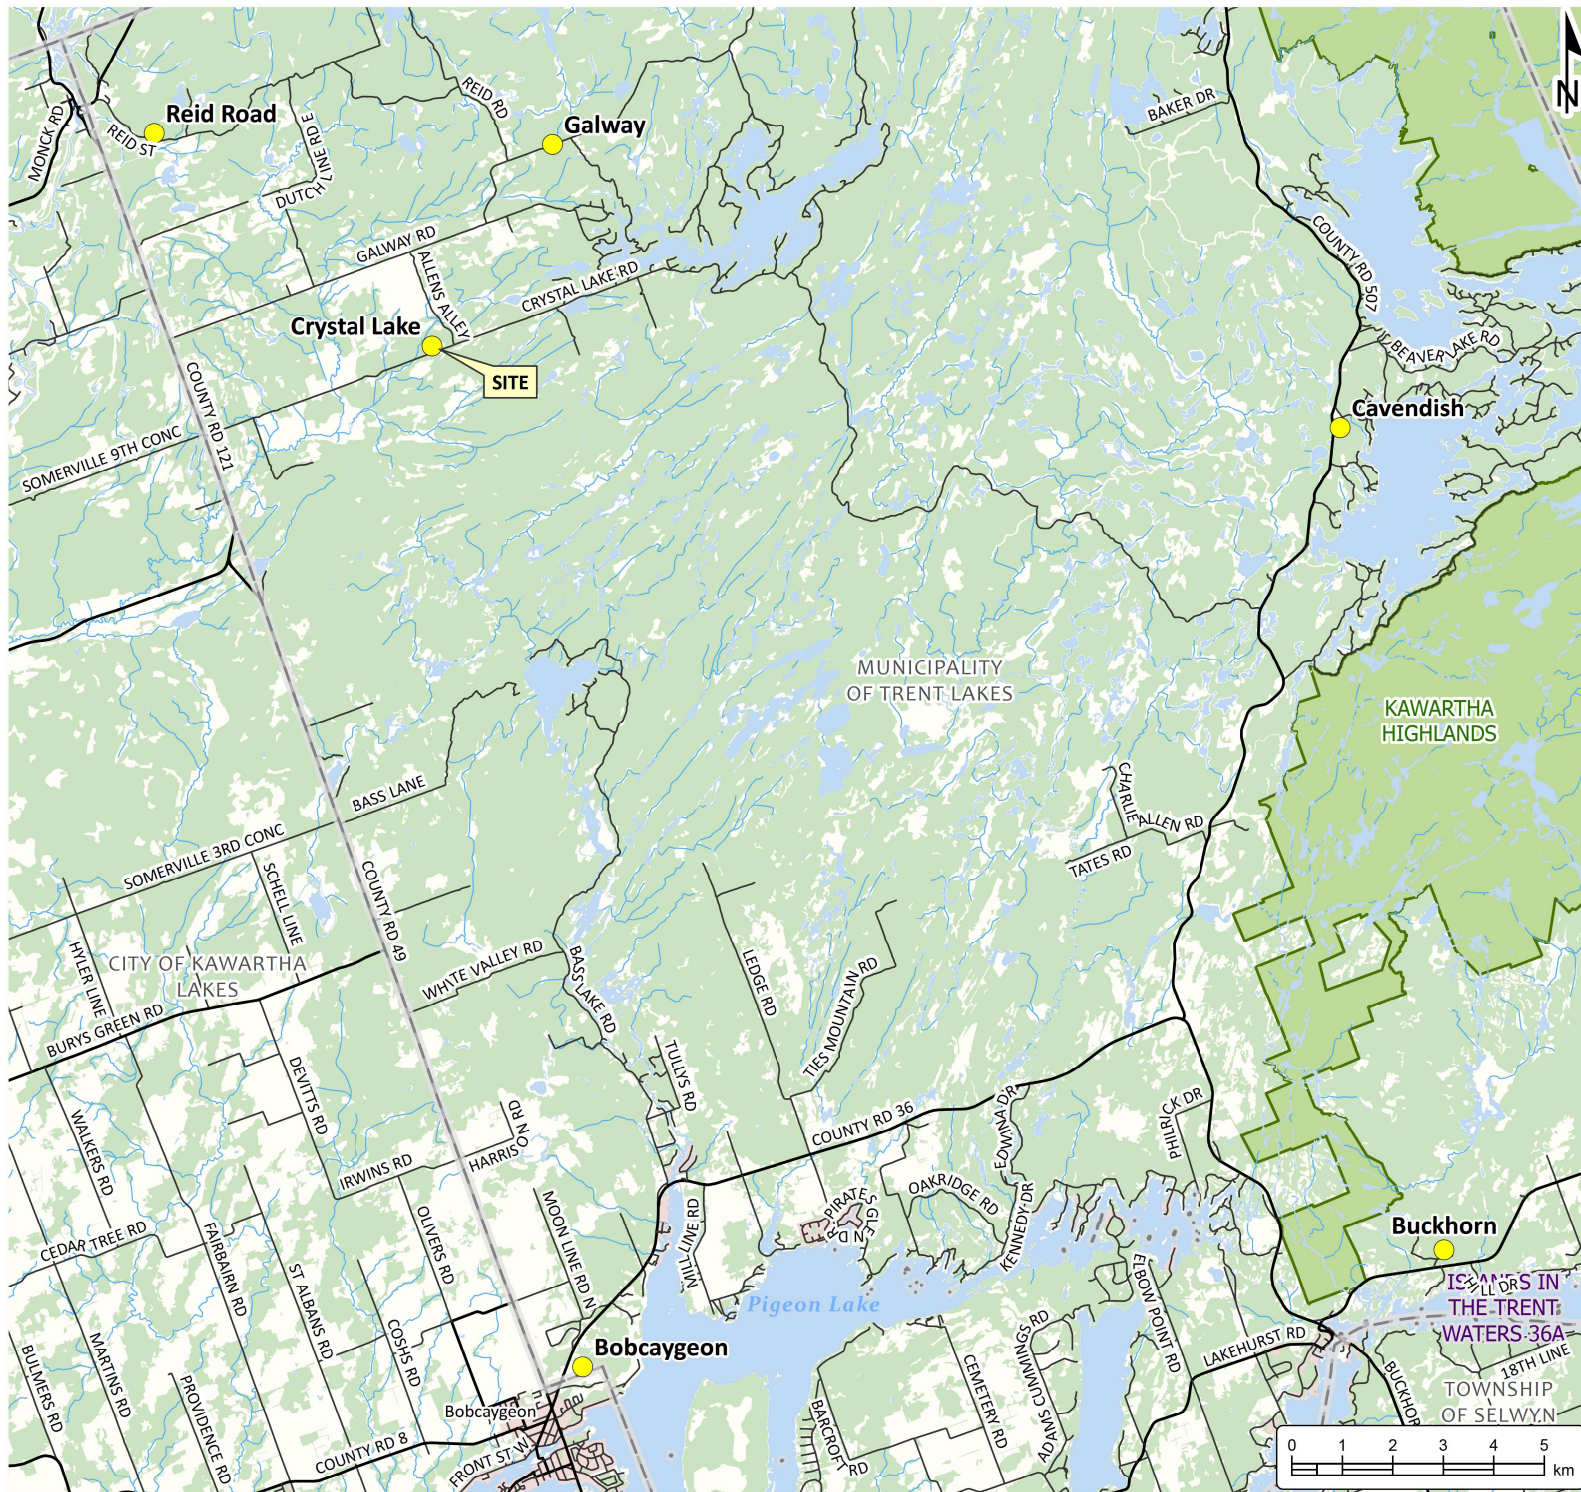 N
Reid Road
REID RD
Galway
BAKER DR
MONCK RD
REID ST
DUTCH LINE RD E
GALWAY RD
ALLENS ALLEY
CRYSTAL LAKE RD
COUNTY RD 507
Crystal Lake
SITE
BEAVER LAKE RD
Cavendish
COUNTY RD 121
SOMERVILLE 9TH CONC
MUNICIPALITY
OF TRENT LAKES
KAWARTHA
HIGHLANDS
BASS LANE
CHARLIE
ALLEN RD
TATES RD
SOMERVILLE 3RD CONC
SCHELL LINE
COUNTY RD 49
HYLER LINE
CITY OF KAWARTHA
LAKES
WHITE VALLEY RD
BASS LAKE RD
LEDGE RD
TIES MOUNTAIN RD
BURYS GREEN RD
DEVITTS RD
TULLYS RD
WALKERS RD
HARRISON RD
COUNTY RD 36
EDWINA DR
PHILRICK DR
IRWINS RD
MOON LINE RD N
MILL LINE RD
PIRATES GLEN DR
OAKRIDGE RD
KENNEDY DR
CEDAR TREE RD
FAIRBAIRN RD
OLIVERS RD
ST ALBANS RD
ELBOW POINT RD
Buckhorn
HILL DR
ISLANDS IN
THE TRENT
WATERS 36A
Pigeon Lake
Bobcaygeon
COSHS RD
MARTINS RD
BULMERS RD
PROVIDENCE RD
CEMETERY RD
ADAMS CUMMINGS RD
LAKEHURST RD
18TH LINE
BUCKHOR
TOWNSHIP
OF SELWYN
Bobcaygeon
COUNTY RD 8
FRONT ST W
BARCROFT RD
0 1 2 3 4 5
km